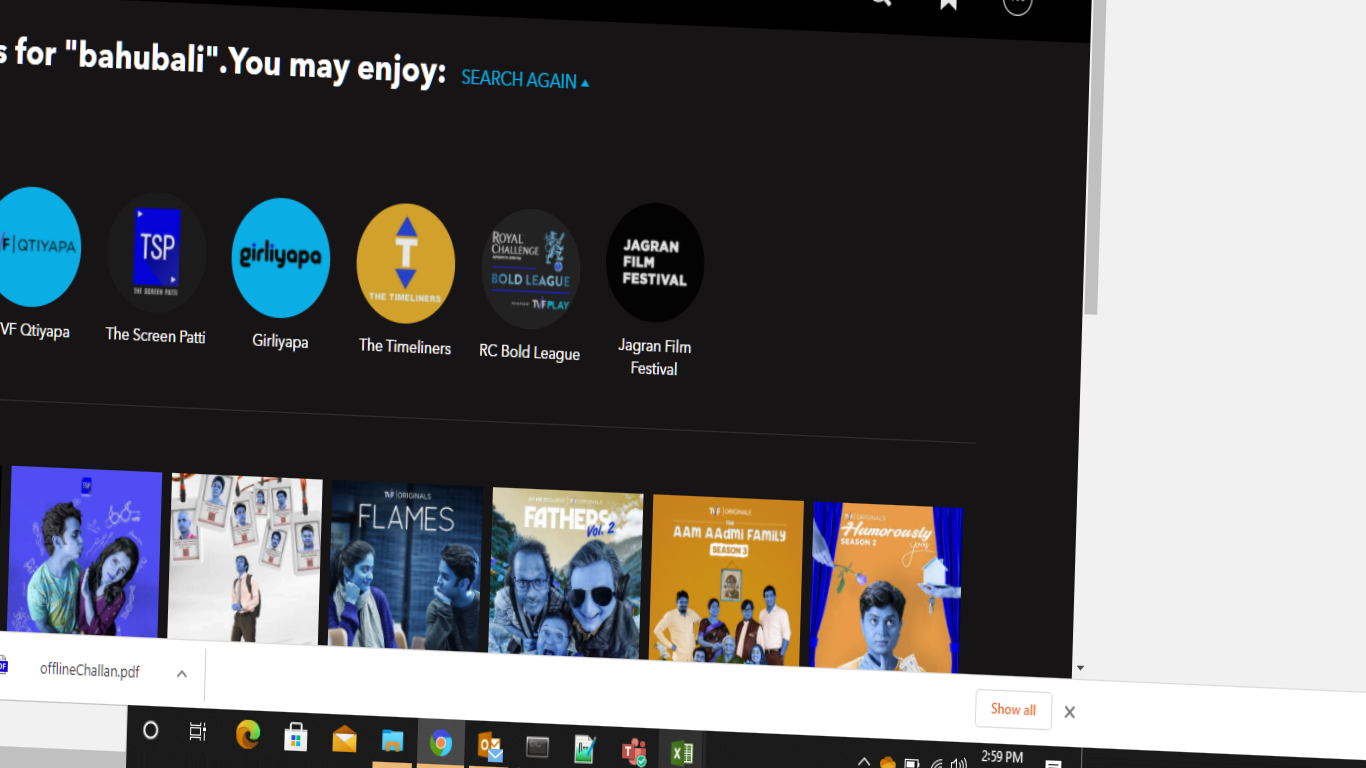 s for "bahubali".You may enjoy: SEARCH AGAIN
F|QTIYAPA
TSP
THE SCREEN PATTI
girliyapa
T
THE TIMELINERS
ROYAL
CHALLENGE
BOLD LEAGUE
TVF PLAY
JAGRAN
FILM
FESTIVAL
VF Qtiyapa
The Screen Patti
Girliyapa
The Timeliners
RC Bold League
Jagran Film
Festival
TSP
TVF|ORIGINALS
FLAMES
FATHERS
Vol. 2
TVF|ORIGINALS
THE
AAM AADMI FAMILY
SEASON 3
TVF|ORIGINALS
Humorously
yours
SEASON 2
offlineChallan.pdf
Show all
2:59 PM